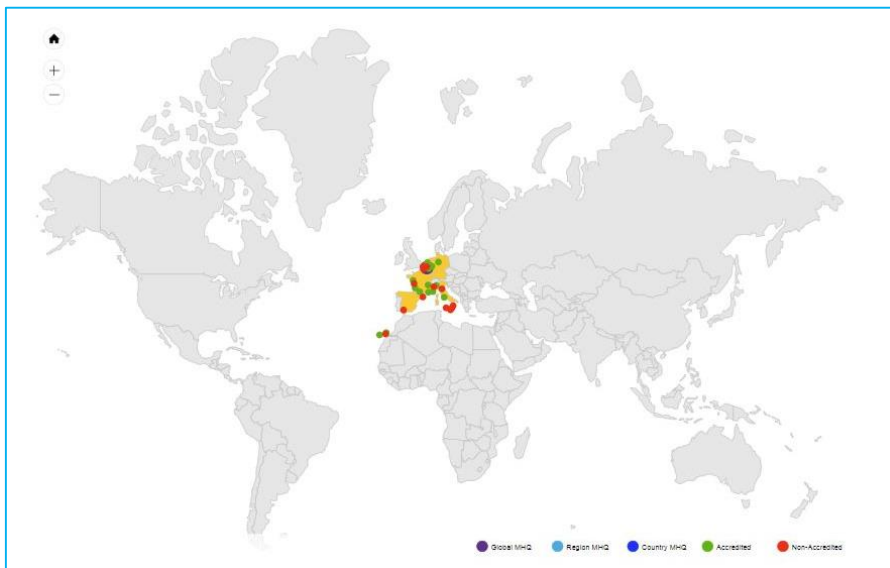 Global MHQ
Region MHQ
Country MHQ
Accredited
Non-Accredited